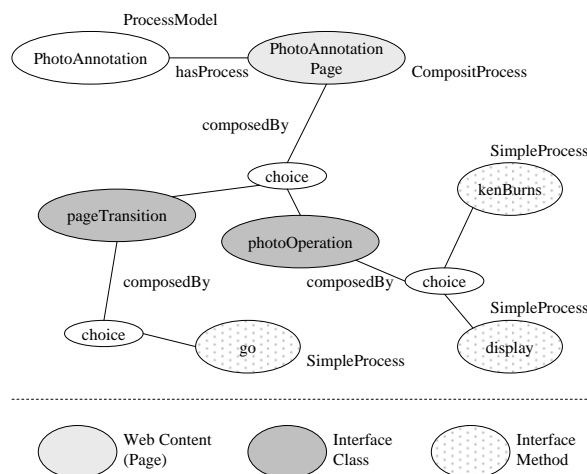 ProcessModel
PhotoAnnotation
hasProcess
PhotoAnnotation
Page
CompositProcess
composedBy
SimpleProcess
choice
kenBurns
pageTransition
photoOperation
composedBy
choice
composedBy
SimpleProcess
choice
go
SimpleProcess
display
Web Content
(Page)
Interface
Class
Interface
Method